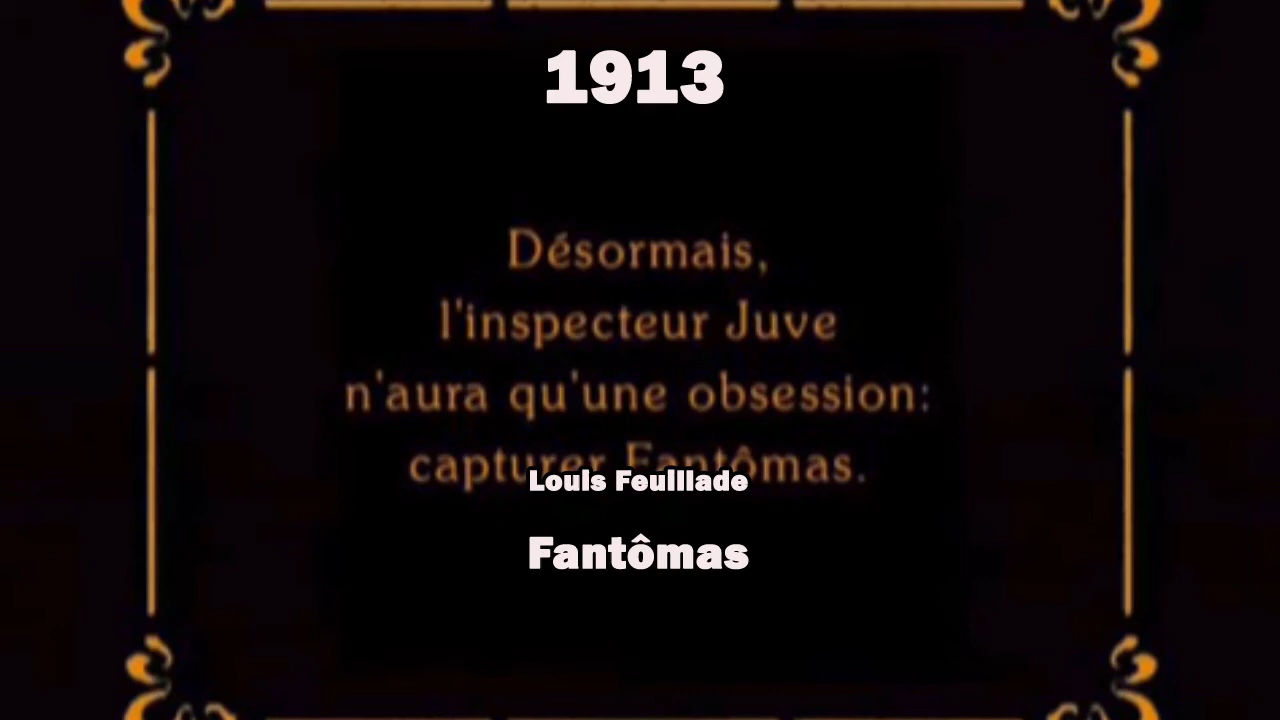 1913
Désormais,
l'inspecteur Juve
n'aura qu'une obsession:
capturer Fantômas.
Louis Feuillade
Fantômas